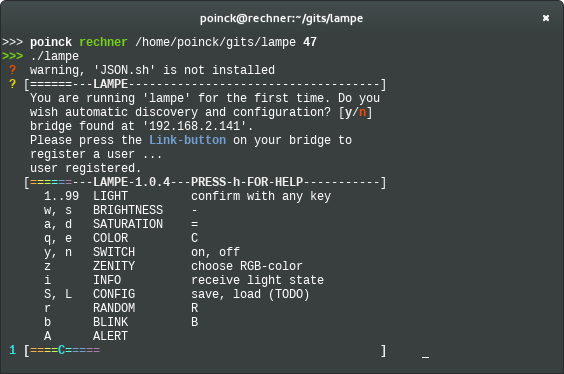 poinck@rechner:~/gits/lampe ×
>>> poinck rechner /home/poinck/gits/lampe 47
>>> ./lampe
? warning, 'JSON.sh' is not installed
? [======---LAMPE------------------------------------]
You are running 'lampe' for the first time. Do you
wish automatic discovery and configuration? [y/n]
bridge found at '192.168.2.141'.
Please press the Link-button on your bridge to
register a user ...
user registered.
[======---LAMPE-1.0.4---PRESS-h-FOR-HELP-----------]
1..99 LIGHT confirm with any key
w, s BRIGHTNESS -
a, d SATURATION =
q, e COLOR C
y, n SWITCH on, off
z ZENITY choose RGB-color
i INFO receive light state
S, L CONFIG save, load (TODO)
r RANDOM R
b BLINK B
A ALERT
1 [====C===== ] _